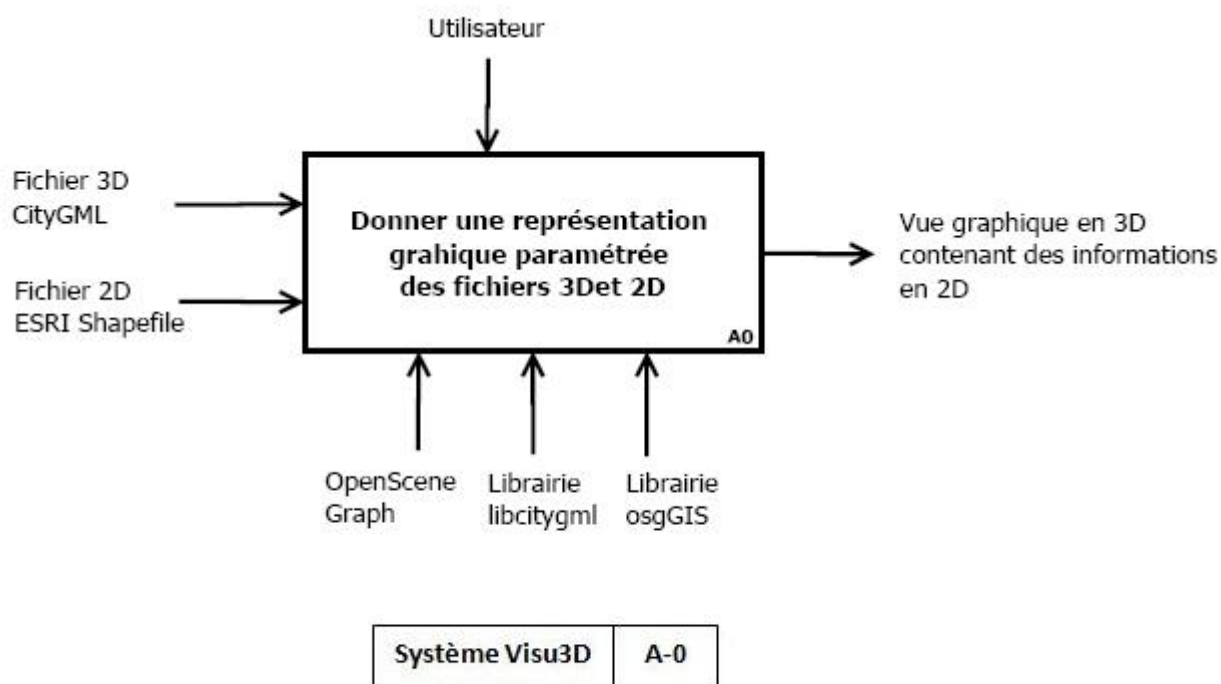 Utilisateur
Fichier 3D
CityGML
Fichier 2D
ESRI Shapefile
Donner une représentation
grahique paramétrée
des fichiers 3Det 2D
A0
Vue graphique en 3D
contenant des informations
en 2D
OpenScene
Graph
Librairie
libcitygml
Librairie
osgGIS
Système Visu3D A-0